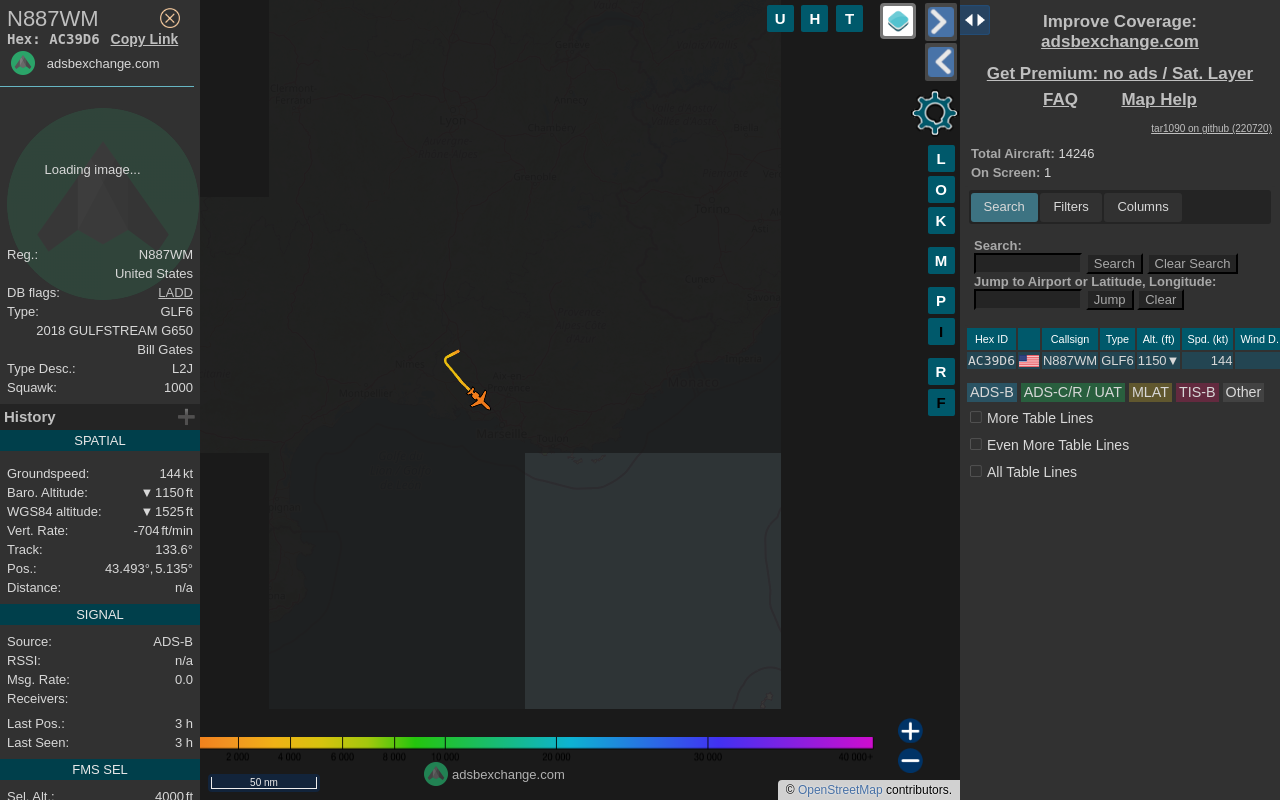 N887WM
Hex: AC39D6 Copy Link
adsbexchange.com
Loading image...
Reg.: N887WM
United States
DB flags: LADD
Type: GLF6
2018 GULFSTREAM G650
Bill Gates
Type Desc.: L2J
Squawk: 1000
History
SPATIAL
Groundspeed: 144 kt
Baro. Altitude: ▼ 1150 ft
WGS84 altitude: ▼ 1525 ft
Vert. Rate: -704 ft/min
Track: 133.6°
Pos.: 43.493°, 5.135°
Distance: n/a
SIGNAL
Source: ADS-B
RSSI: n/a
Msg. Rate: 0.0
Receivers:
Last Pos.: 3 h
Last Seen: 3 h
FMS SEL
Sel. Alt.: 4000 ft
U H T
L
O
K
M
P
I
R
F
Lyon
Marseille
2 000 4 000 6 000 8 000 10 000 20 000 30 000 40 000+
50 nm
adsbexchange.com
© OpenStreetMap contributors.
Improve Coverage:
adsbexchange.com
Get Premium: no ads / Sat. Layer
FAQ Map Help
tar1090 on github (220720)
Total Aircraft: 14246
On Screen: 1
Search Filters Columns
Search:
Search Clear Search
Jump to Airport or Latitude, Longitude:
Jump Clear
Hex ID Callsign Type Alt. (ft) Spd. (kt) Wind D.
AC39D6 N887WM GLF6 1150▼ 144
ADS-B ADS-C/R / UAT MLAT TIS-B Other
More Table Lines
Even More Table Lines
All Table Lines